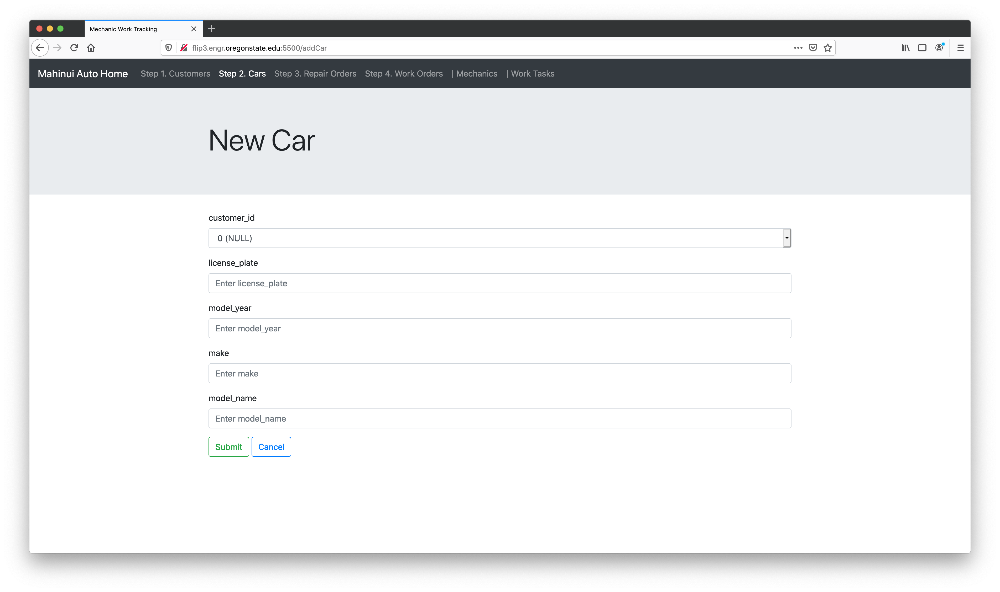 Mechanic Work Tracking
flip3.engr.oregonstate.edu:5500/addCar
Mahinui Auto Home Step 1. Customers Step 2. Cars Step 3. Repair Orders Step 4. Work Orders | Mechanics | Work Tasks
New Car
customer_id
0 (NULL)
license_plate
Enter license_plate
model_year
Enter model_year
make
Enter make
model_name
Enter model_name
Submit Cancel